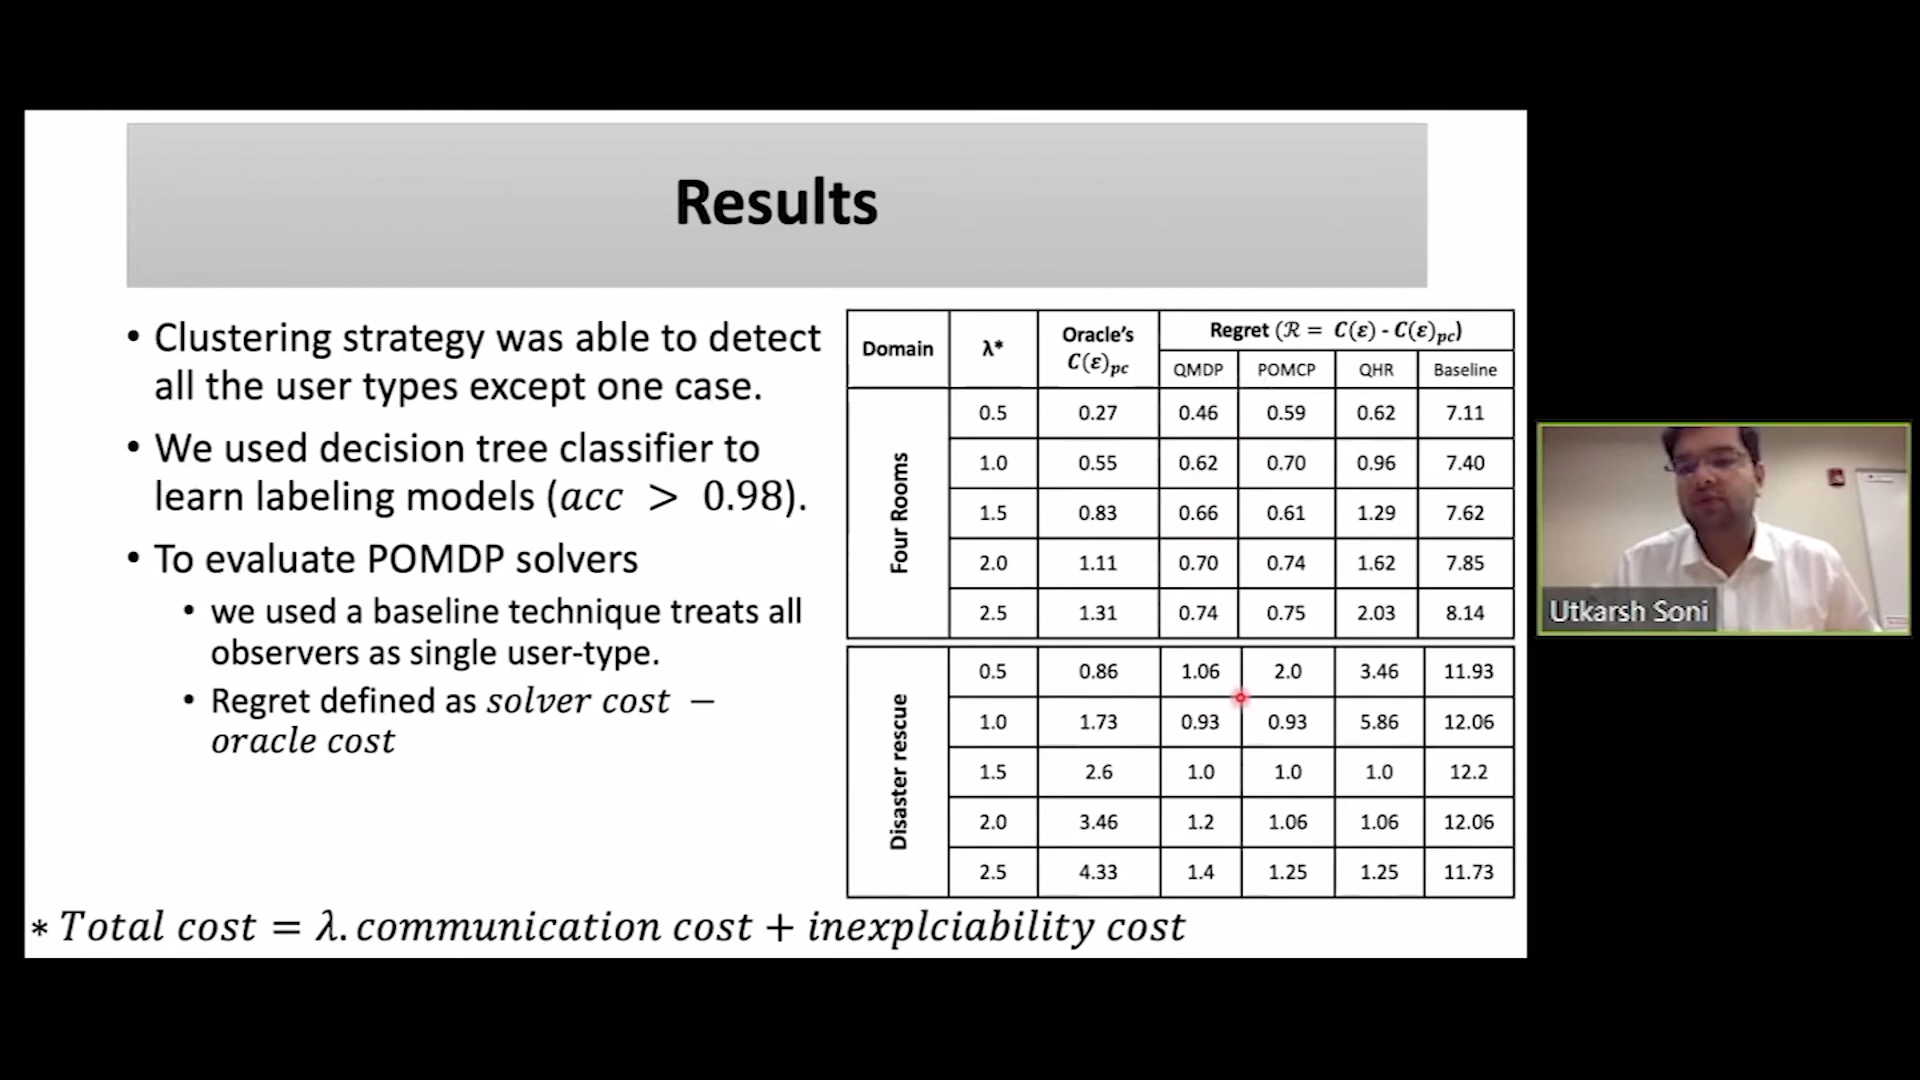 Results
• Clustering strategy was able to detect
all the user types except one case.
• We used decision tree classifier to
learn labeling models (acc > 0.98).
• To evaluate POMDP solvers
• we used a baseline technique treats all
observers as single user-type.
• Regret defined as solver cost −
oracle cost
Domain λ* Oracle's C(ε)pc Regret (ℛ = C(ε) - C(ε)pc)
QMDP POMCP QHR Baseline
Four Rooms
0.5 0.27 0.46 0.59 0.62 7.11
1.0 0.55 0.62 0.70 0.96 7.40
1.5 0.83 0.66 0.61 1.29 7.62
2.0 1.11 0.70 0.74 1.62 7.85
2.5 1.31 0.74 0.75 2.03 8.14
Disaster rescue
0.5 0.86 1.06 2.0 3.46 11.93
1.0 1.73 0.93 0.93 5.86 12.06
1.5 2.6 1.0 1.0 1.0 12.2
2.0 3.46 1.2 1.06 1.06 12.06
2.5 4.33 1.4 1.25 1.25 11.73
* Total cost = λ. communication cost + inexplciability cost
Utkarsh Soni